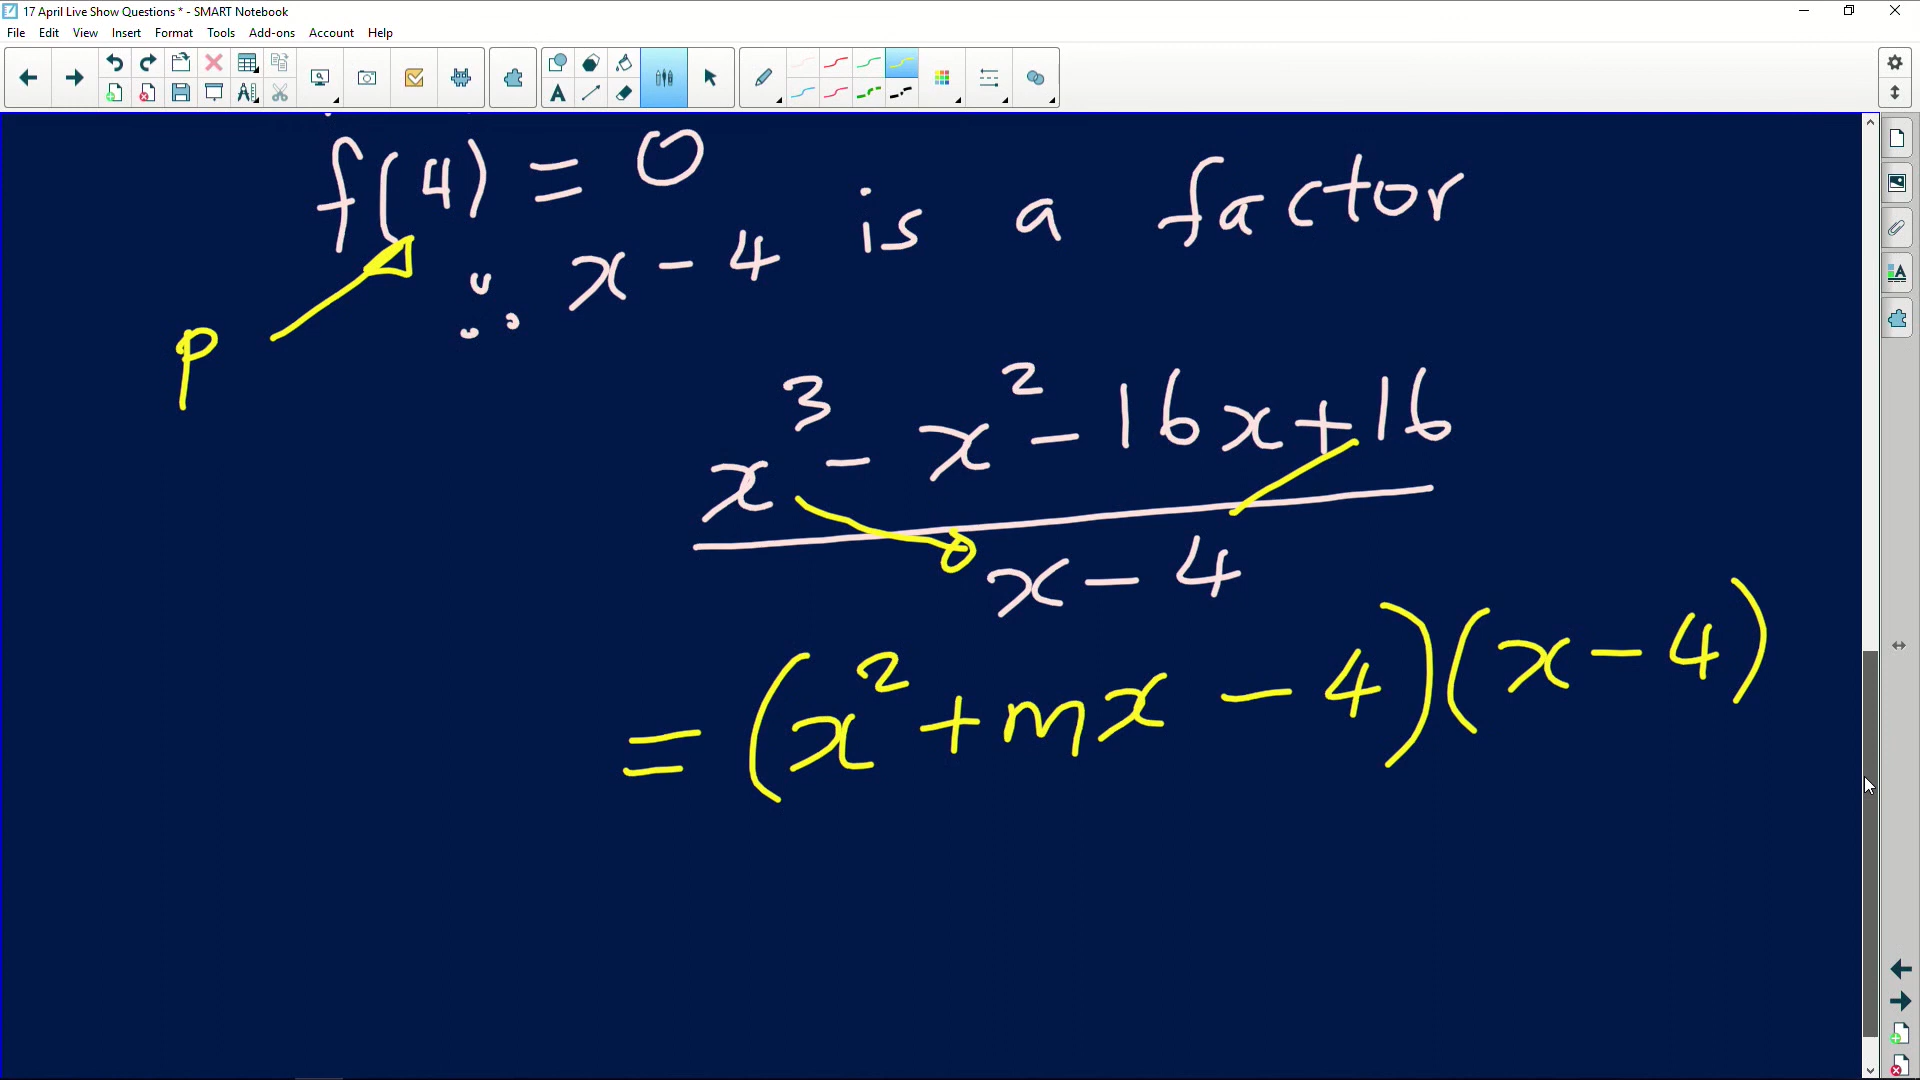 17 April Live Show Questions * - SMART Notebook
File Edit View Insert Format Tools Add-ons Account Help
f(4) = 0
∴ x - 4 is a factor
p
x³ - x² - 16x + 16
x - 4
= (x² + mx - 4)(x - 4)